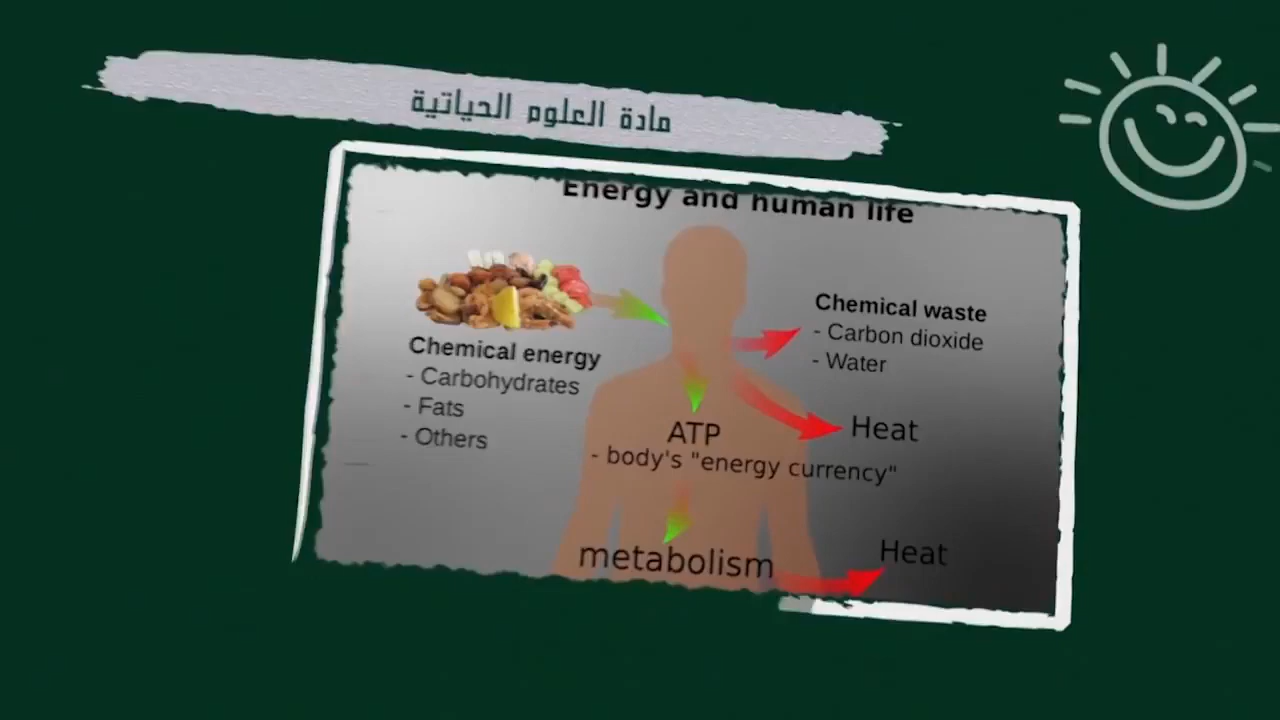 مادة العلوم الحياتية
Energy and human life
Chemical energy
- Carbohydrates
- Fats
- Others
Chemical waste
- Carbon dioxide
- Water
Heat
ATP
- body's "energy currency"
metabolism
Heat